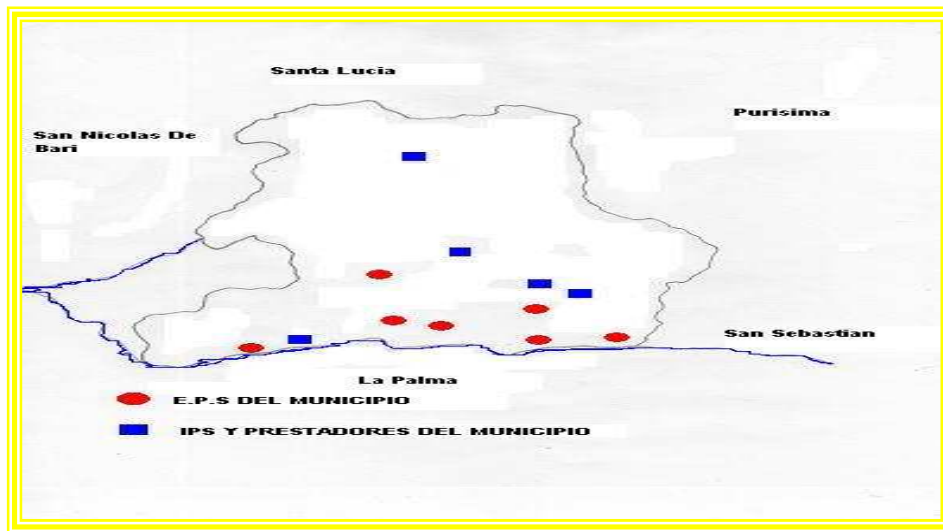 Santa Lucia
Purisima
San Nicolas De
Bari
San Sebastian
La Palma
E.P.S DEL MUNICIPIO
IPS Y PRESTADORES DEL MUNICIPIO